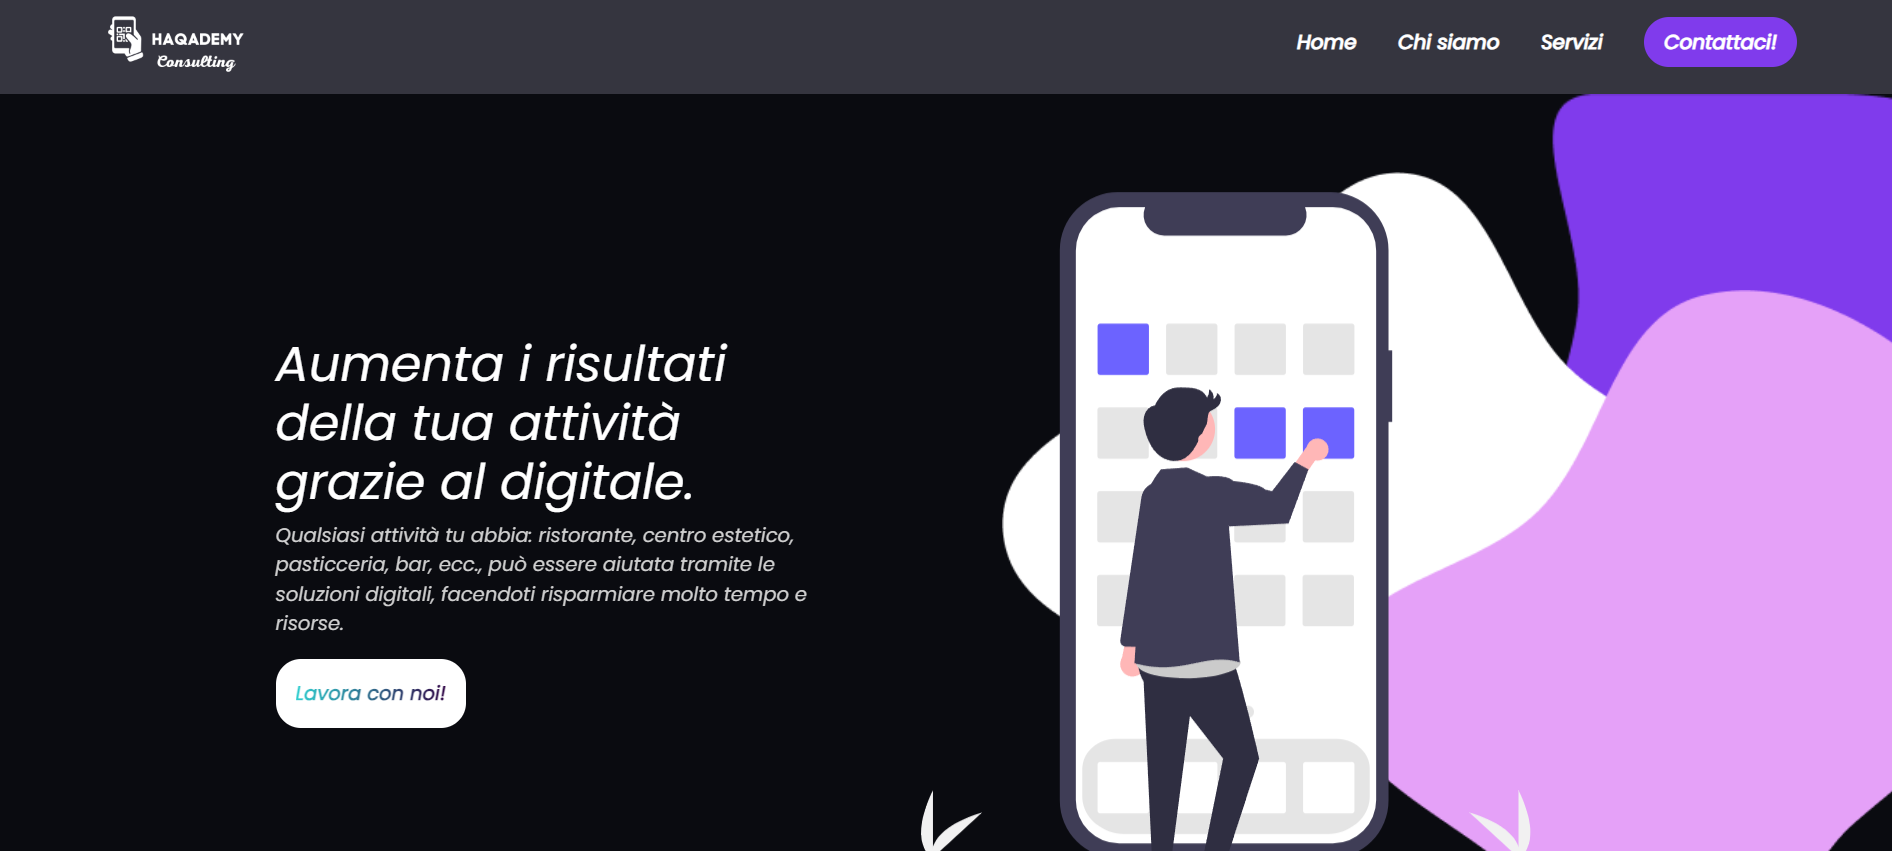 HAQADEMY
Consulting
Home
Chi siamo
Servizi
Contattaci!
Aumenta i risultati
della tua attività
grazie al digitale.
Qualsiasi attività tu abbia: ristorante, centro estetico,
pasticceria, bar, ecc., può essere aiutata tramite le
soluzioni digitali, facendoti risparmiare molto tempo e
risorse.
Lavora con noi!